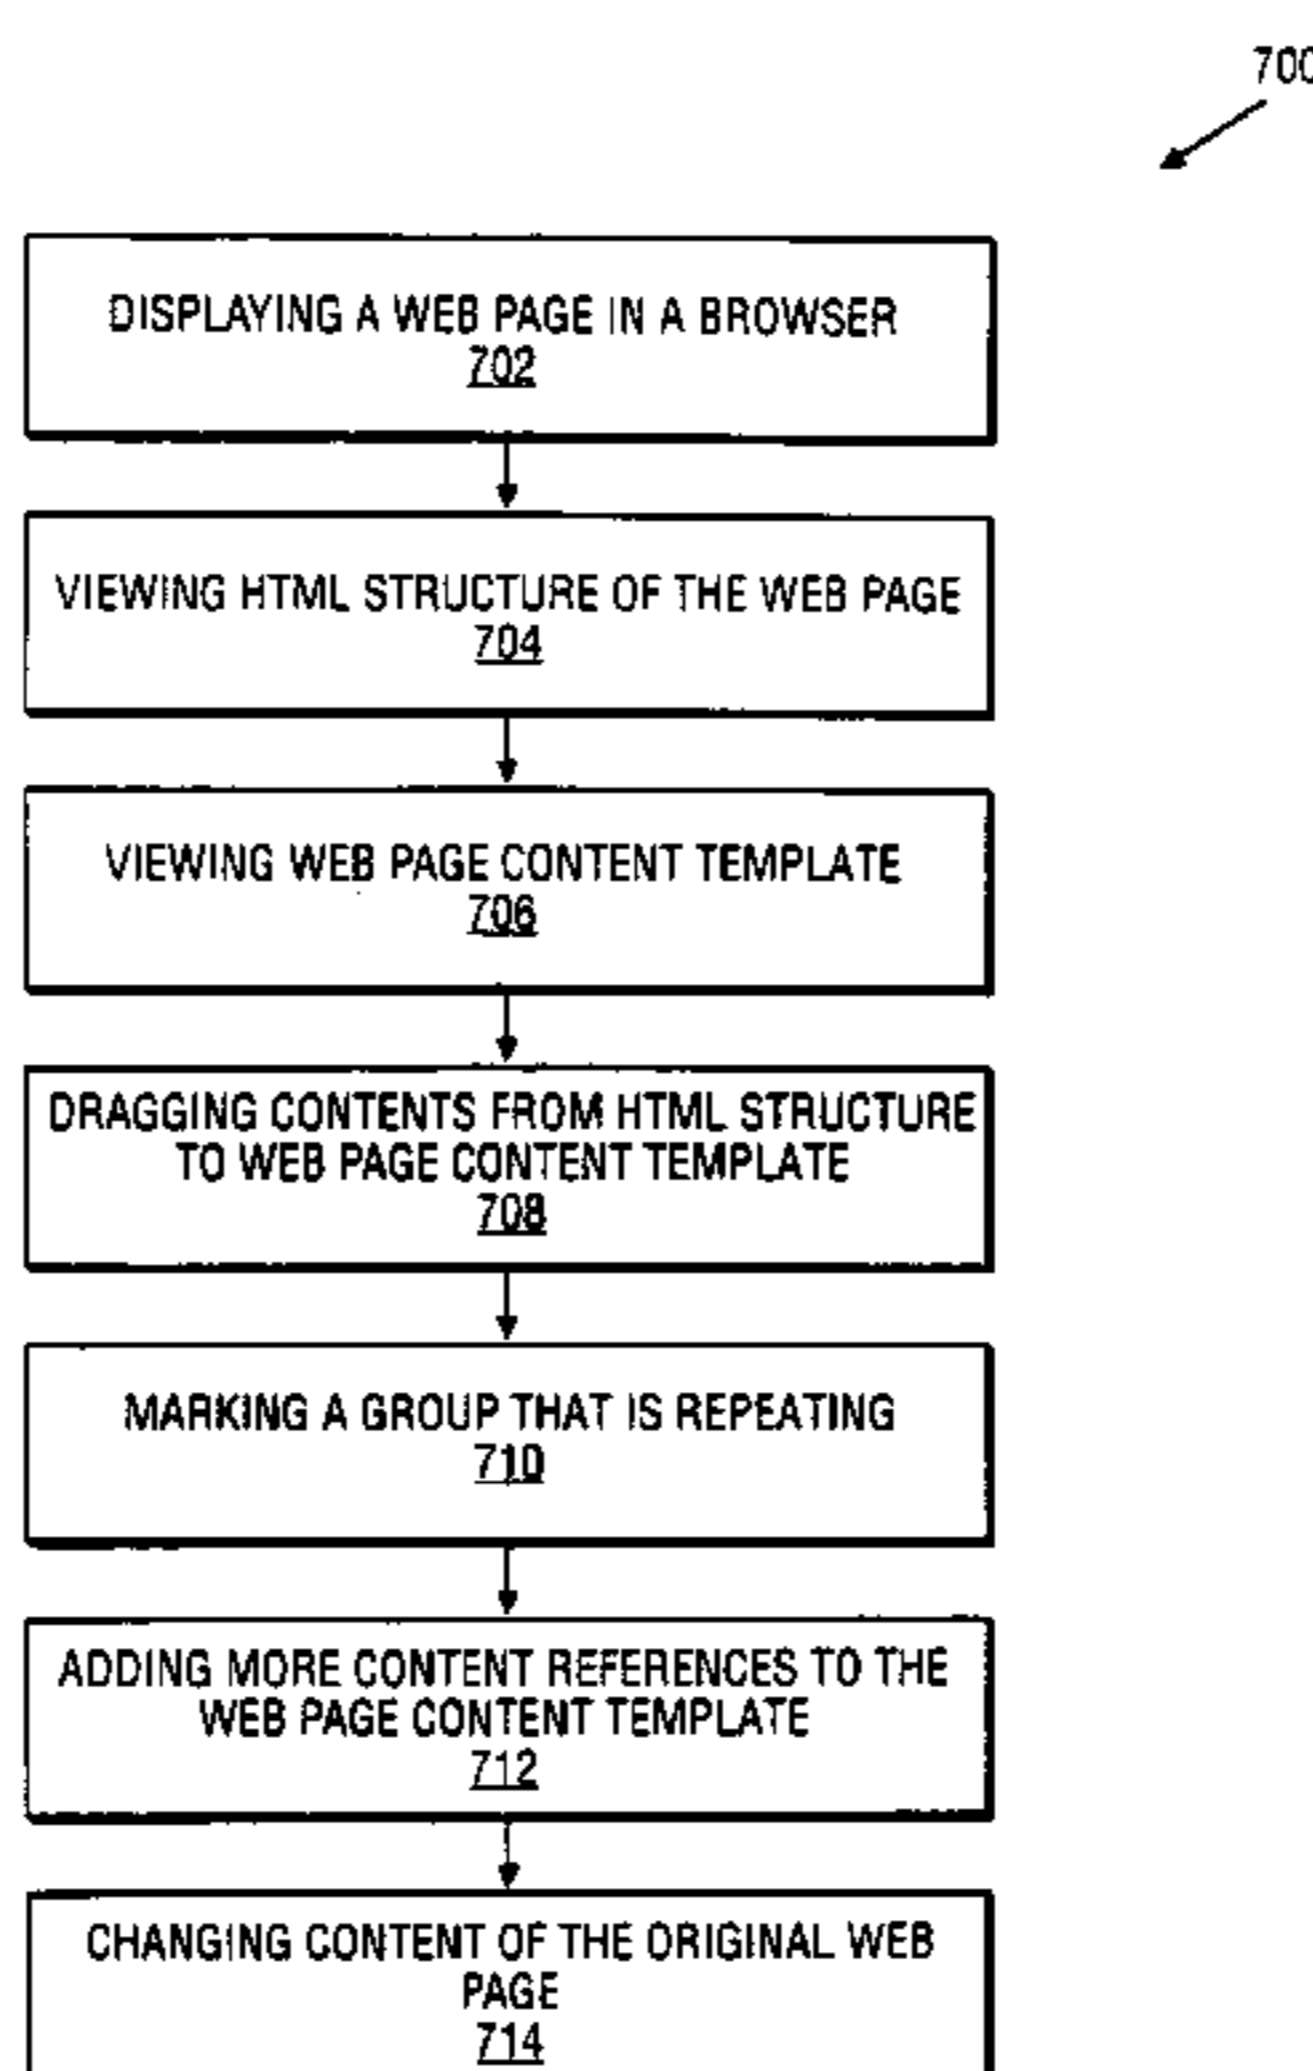 700
DISPLAYING A WEB PAGE IN A BROWSER
702
VIEWING HTML STRUCTURE OF THE WEB PAGE
704
VIEWING WEB PAGE CONTENT TEMPLATE
706
DRAGGING CONTENTS FROM HTML STRUCTURE
TO WEB PAGE CONTENT TEMPLATE
708
MARKING A GROUP THAT IS REPEATING
710
ADDING MORE CONTENT REFERENCES TO THE
WEB PAGE CONTENT TEMPLATE
712
CHANGING CONTENT OF THE ORIGINAL WEB
PAGE
714